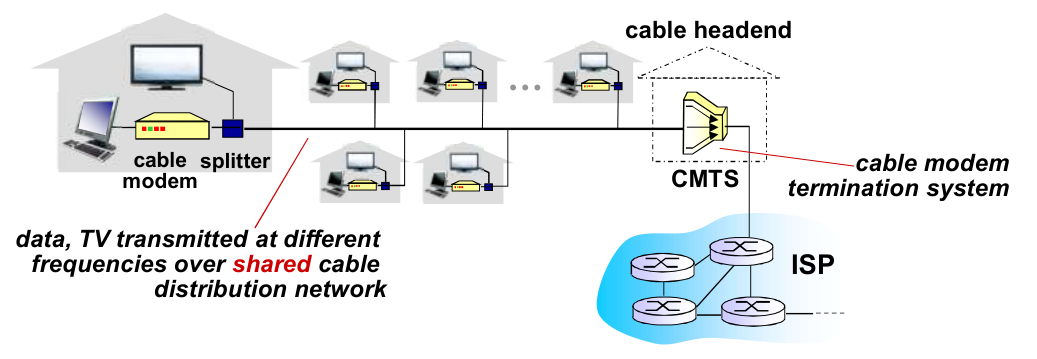 cable headend
cable
modem
splitter
CMTS
cable modem
termination system
data, TV transmitted at different
frequencies over shared cable
distribution network
ISP